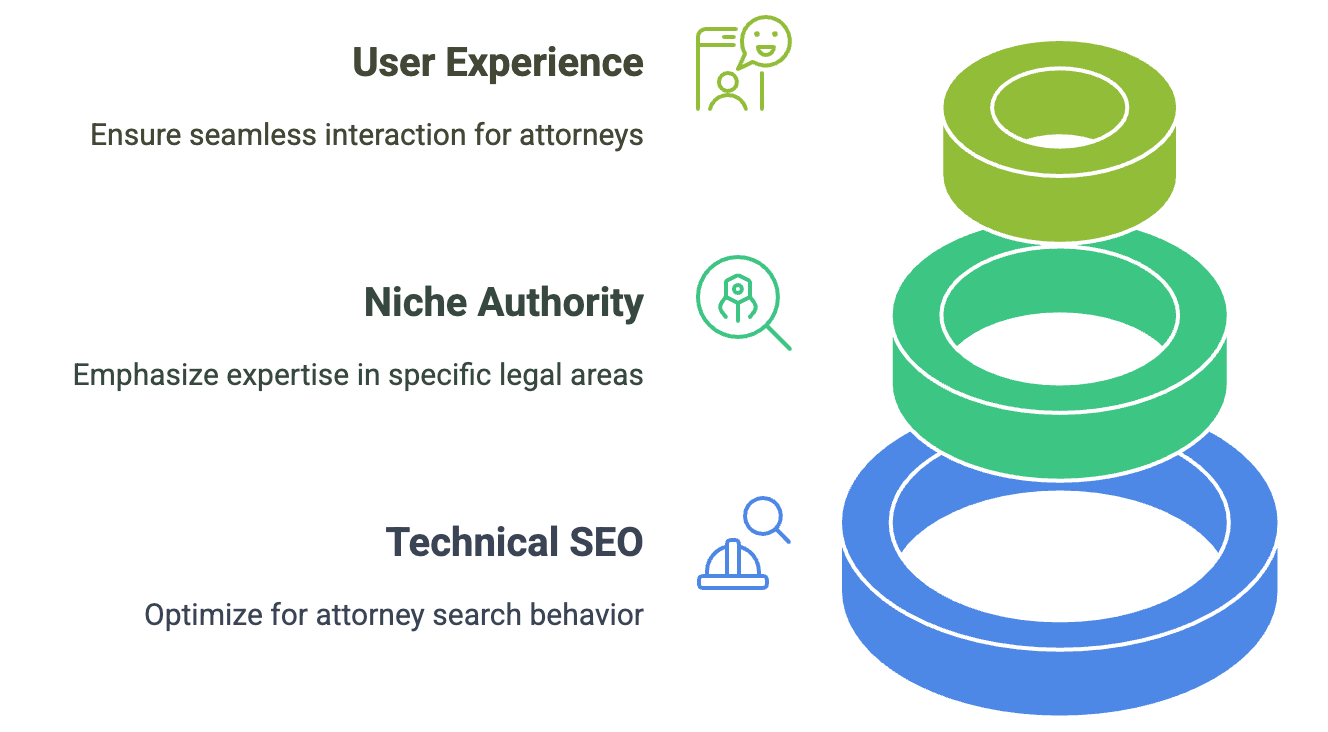 User Experience
Ensure seamless interaction for attorneys
Niche Authority
Emphasize expertise in specific legal areas
Technical SEO
Optimize for attorney search behavior